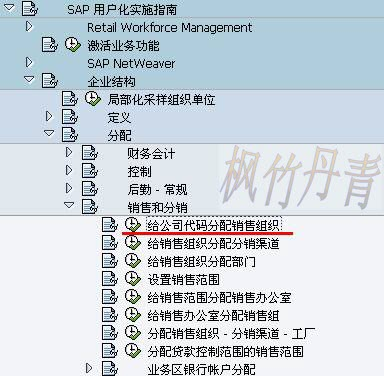 SAP 用户化实施指南
Retail Workforce Management
激活业务功能
SAP NetWeaver
企业结构
局部化采样组织单位
定义
分配
财务会计
控制
后勤 - 常规
销售和分销
给公司代码分配销售组织
给销售组织分配分销渠道
给销售组织分配部门
设置销售范围
给销售范围分配销售办公室
给销售办公室分配销售组
分配销售组织 - 分销渠道 - 工厂
分配贷款控制范围的销售范围
业务区银行帐户分配
枫竹丹青